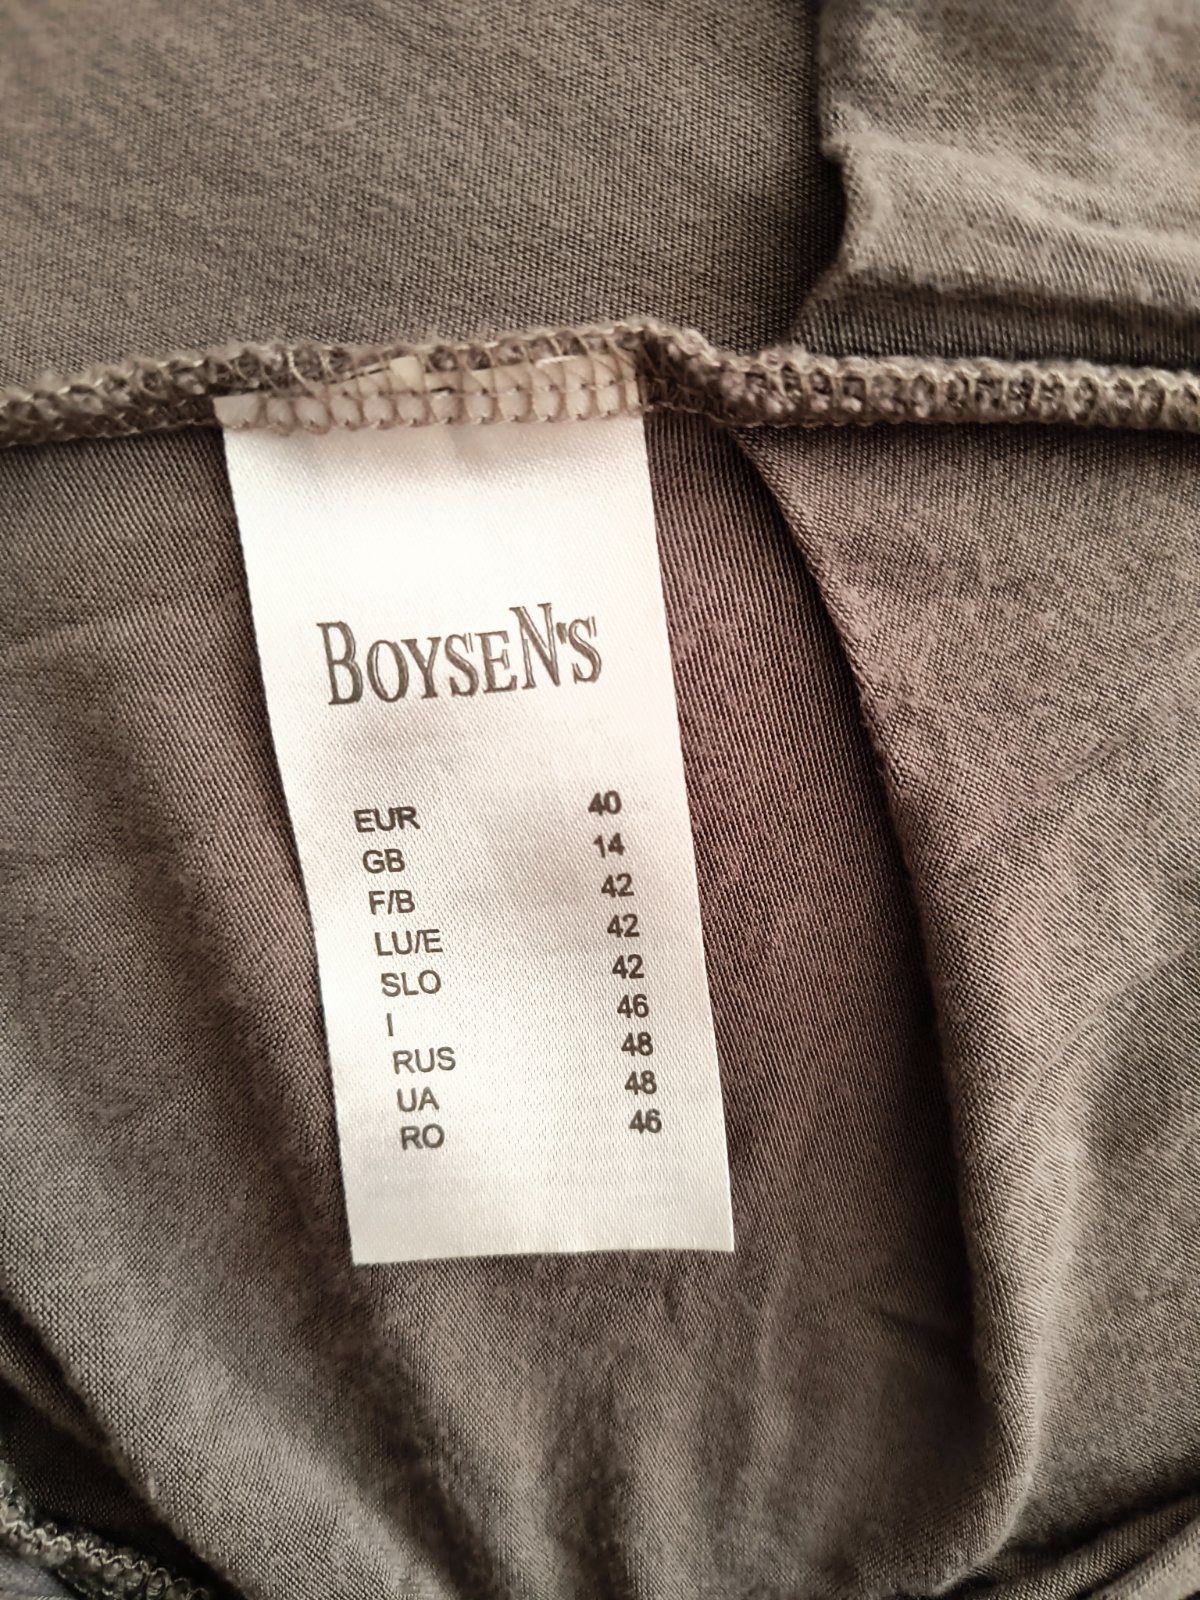 BOYSEN'S
EUR 40
GB 14
F/B 42
LU/E 42
SLO 42
I 46
RUS 48
UA 48
RO 46